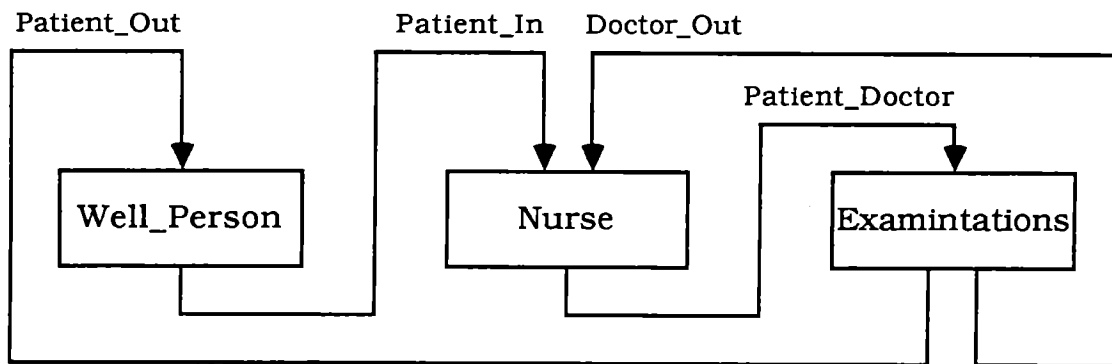 Patient_Out
Patient_In
Doctor_Out
Patient_Doctor
Well_Person
Nurse
Examintations